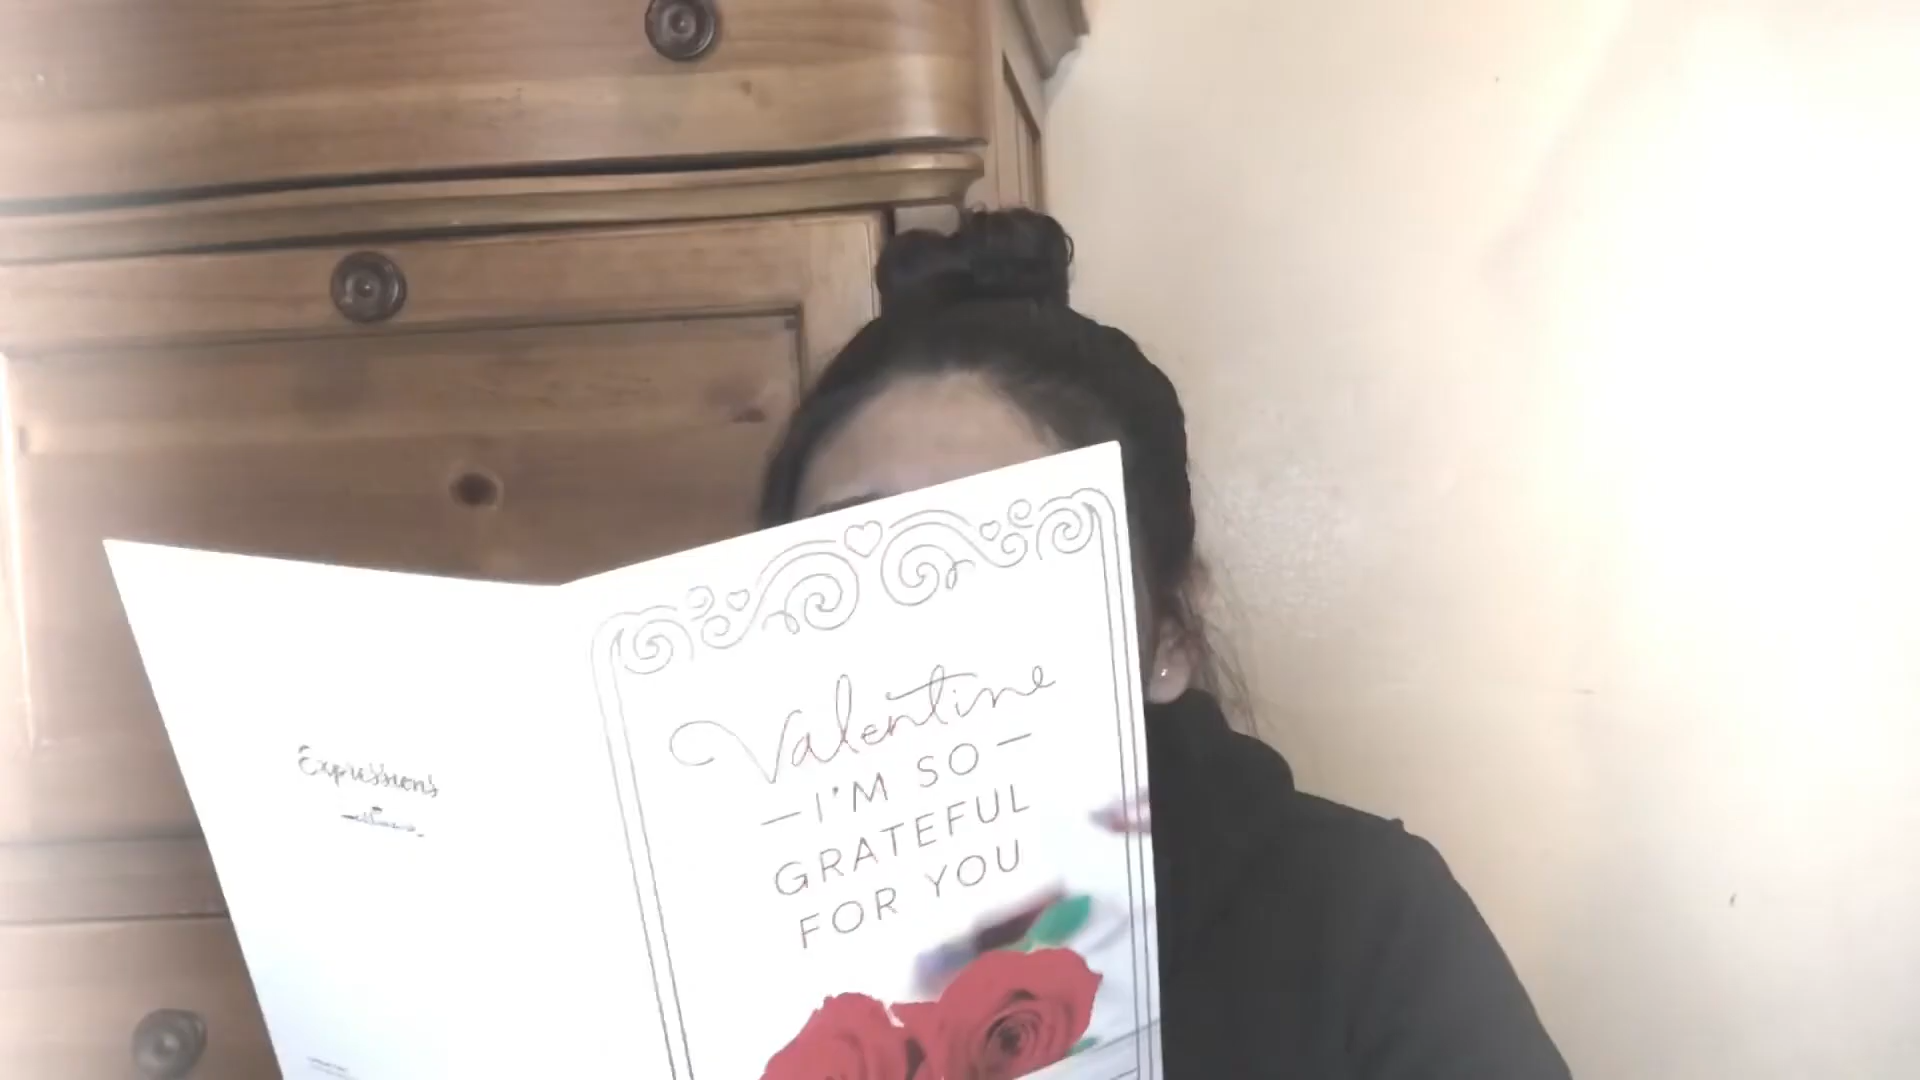 Expressions
Valentine
—I'M SO—
GRATEFUL
FOR YOU